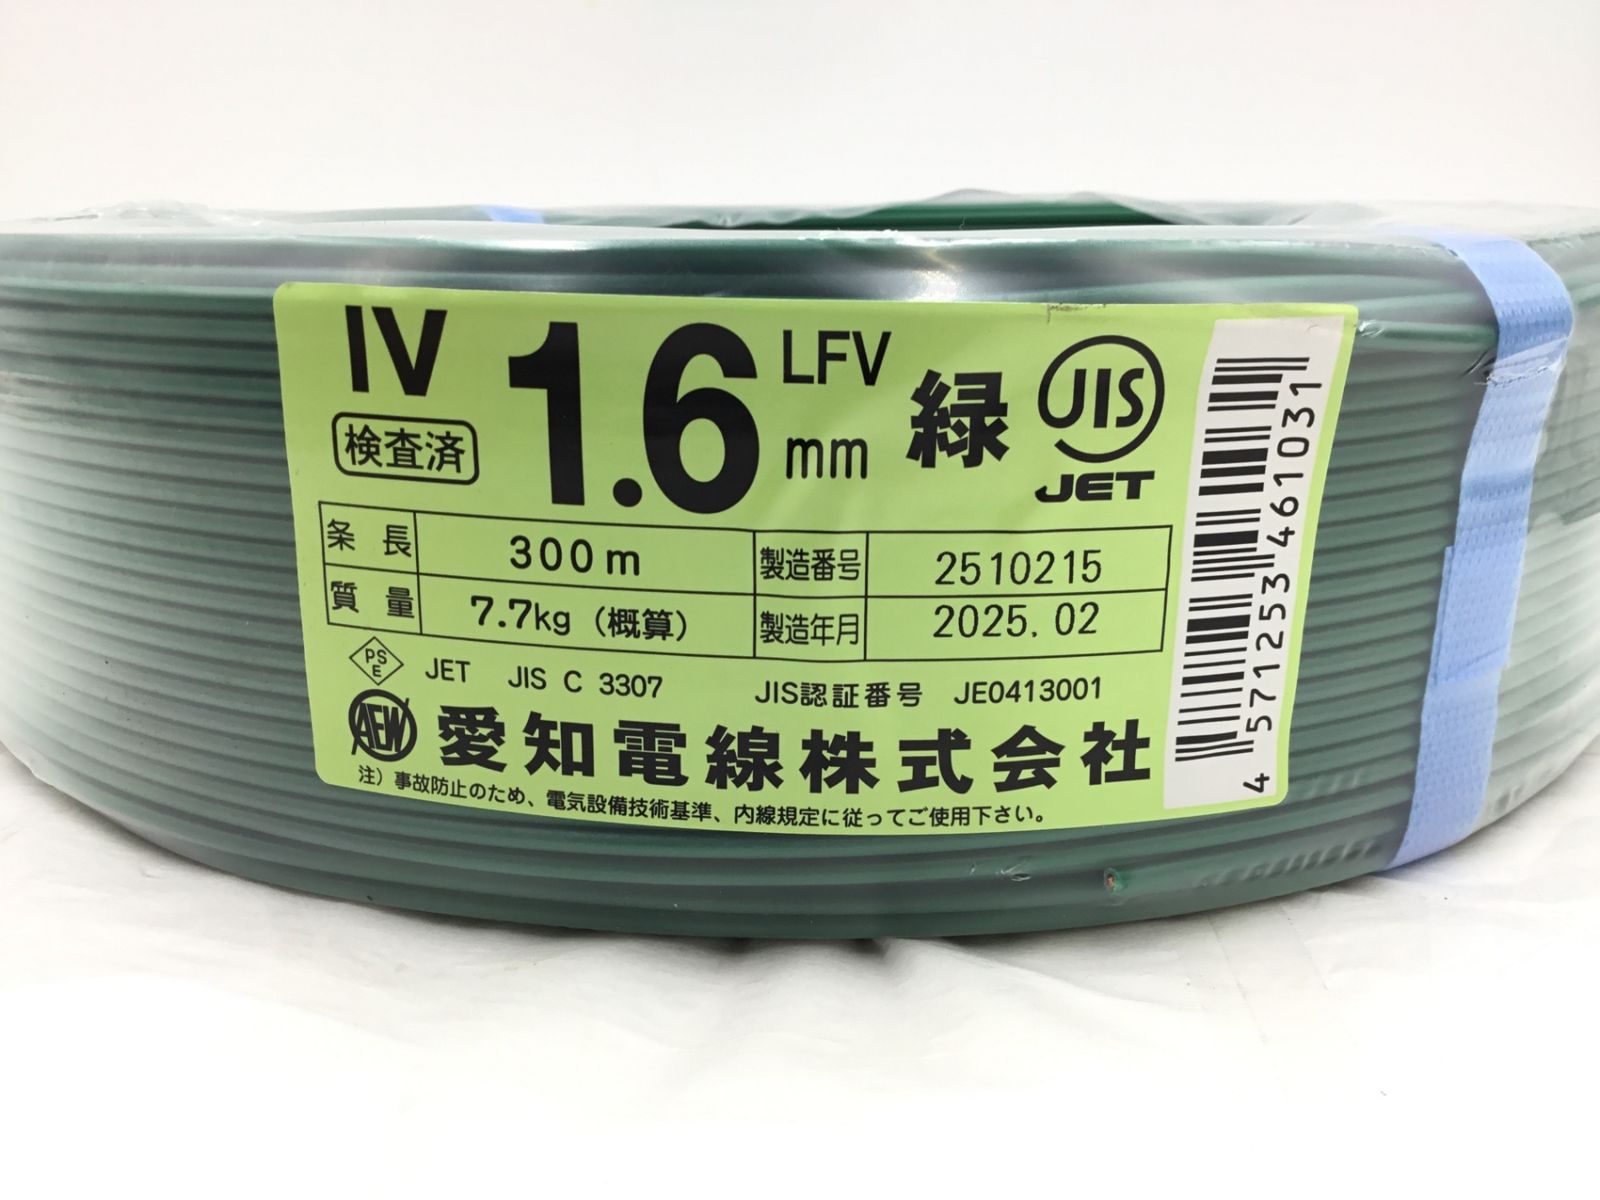 IV 1.6 mm LFV 緑 JIS
検査済 JET
条長 300m 製造番号 2510215
質量 7.7kg (概算) 製造年月 2025.02
PSE JET JIS C 3307 JIS認証番号 JE0413001
AEW 愛知電線株式会社
注）事故防止のため、電気設備技術基準、内線規定に従ってご使用下さい。
4 571253 461031